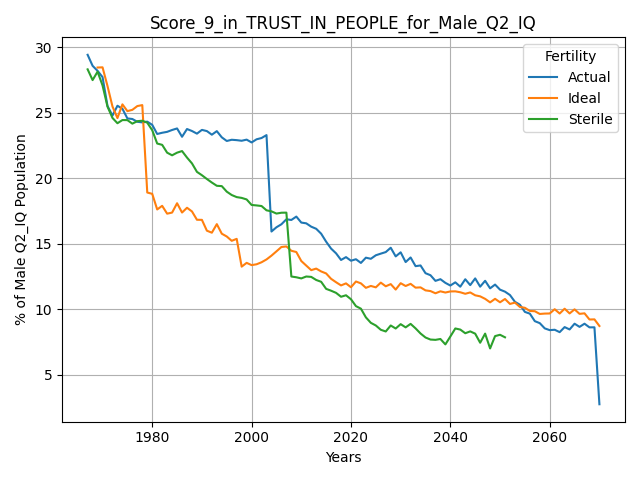 Score_9_in_TRUST_IN_PEOPLE_for_Male_Q2_IQ
% of Male Q2_IQ Population
30
25
20
15
10
5
Fertility
Actual
Ideal
Sterile
1980
2000
2020
2040
2060
Years